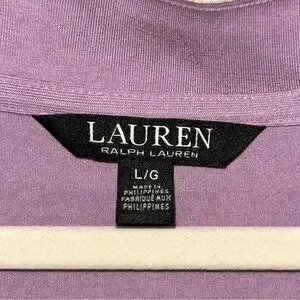 LAUREN
RALPH LAUREN
L/G
MADE IN
PHILIPPINES
FABRIQUÉ AUX
PHILIPPINES